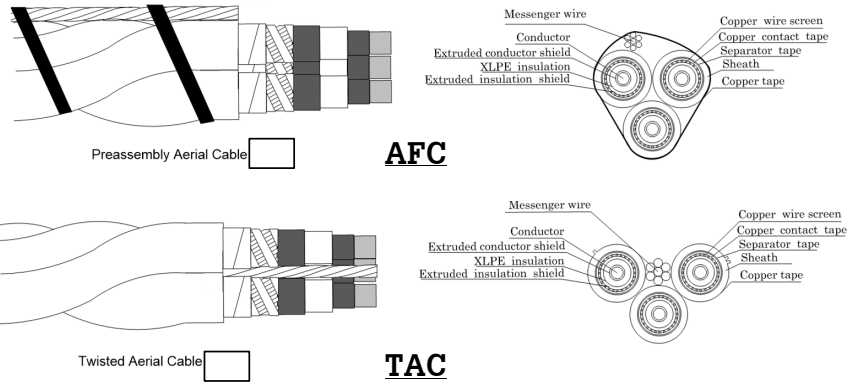 Messenger wire
Conductor
Extruded conductor shield
XLPE insulation
Extruded insulation shield
Copper wire screen
Copper contact tape
Separator tape
Sheath
Copper tape
Preassembly Aerial Cable
AFC
Messenger wire
Conductor
Extruded conductor shield
XLPE insulation
Extruded insulation shield
Copper wire screen
Copper contact tape
Separator tape
Sheath
Copper tape
Twisted Aerial Cable
TAC